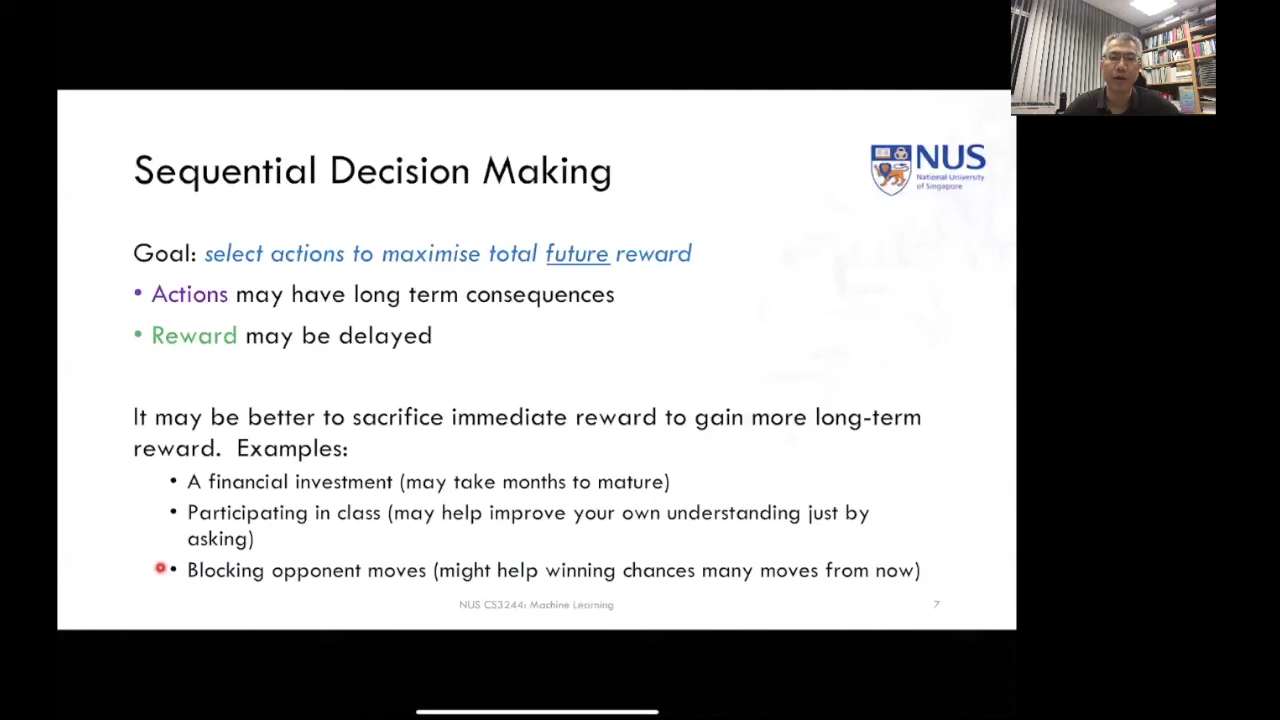 Sequential Decision Making
NUS
National University
of Singapore
Goal: select actions to maximise total future reward
• Actions may have long term consequences
• Reward may be delayed
It may be better to sacrifice immediate reward to gain more long-term
reward. Examples:
• A financial investment (may take months to mature)
• Participating in class (may help improve your own understanding just by
asking)
• Blocking opponent moves (might help winning chances many moves from now)
NUS CS3244: Machine Learning
7